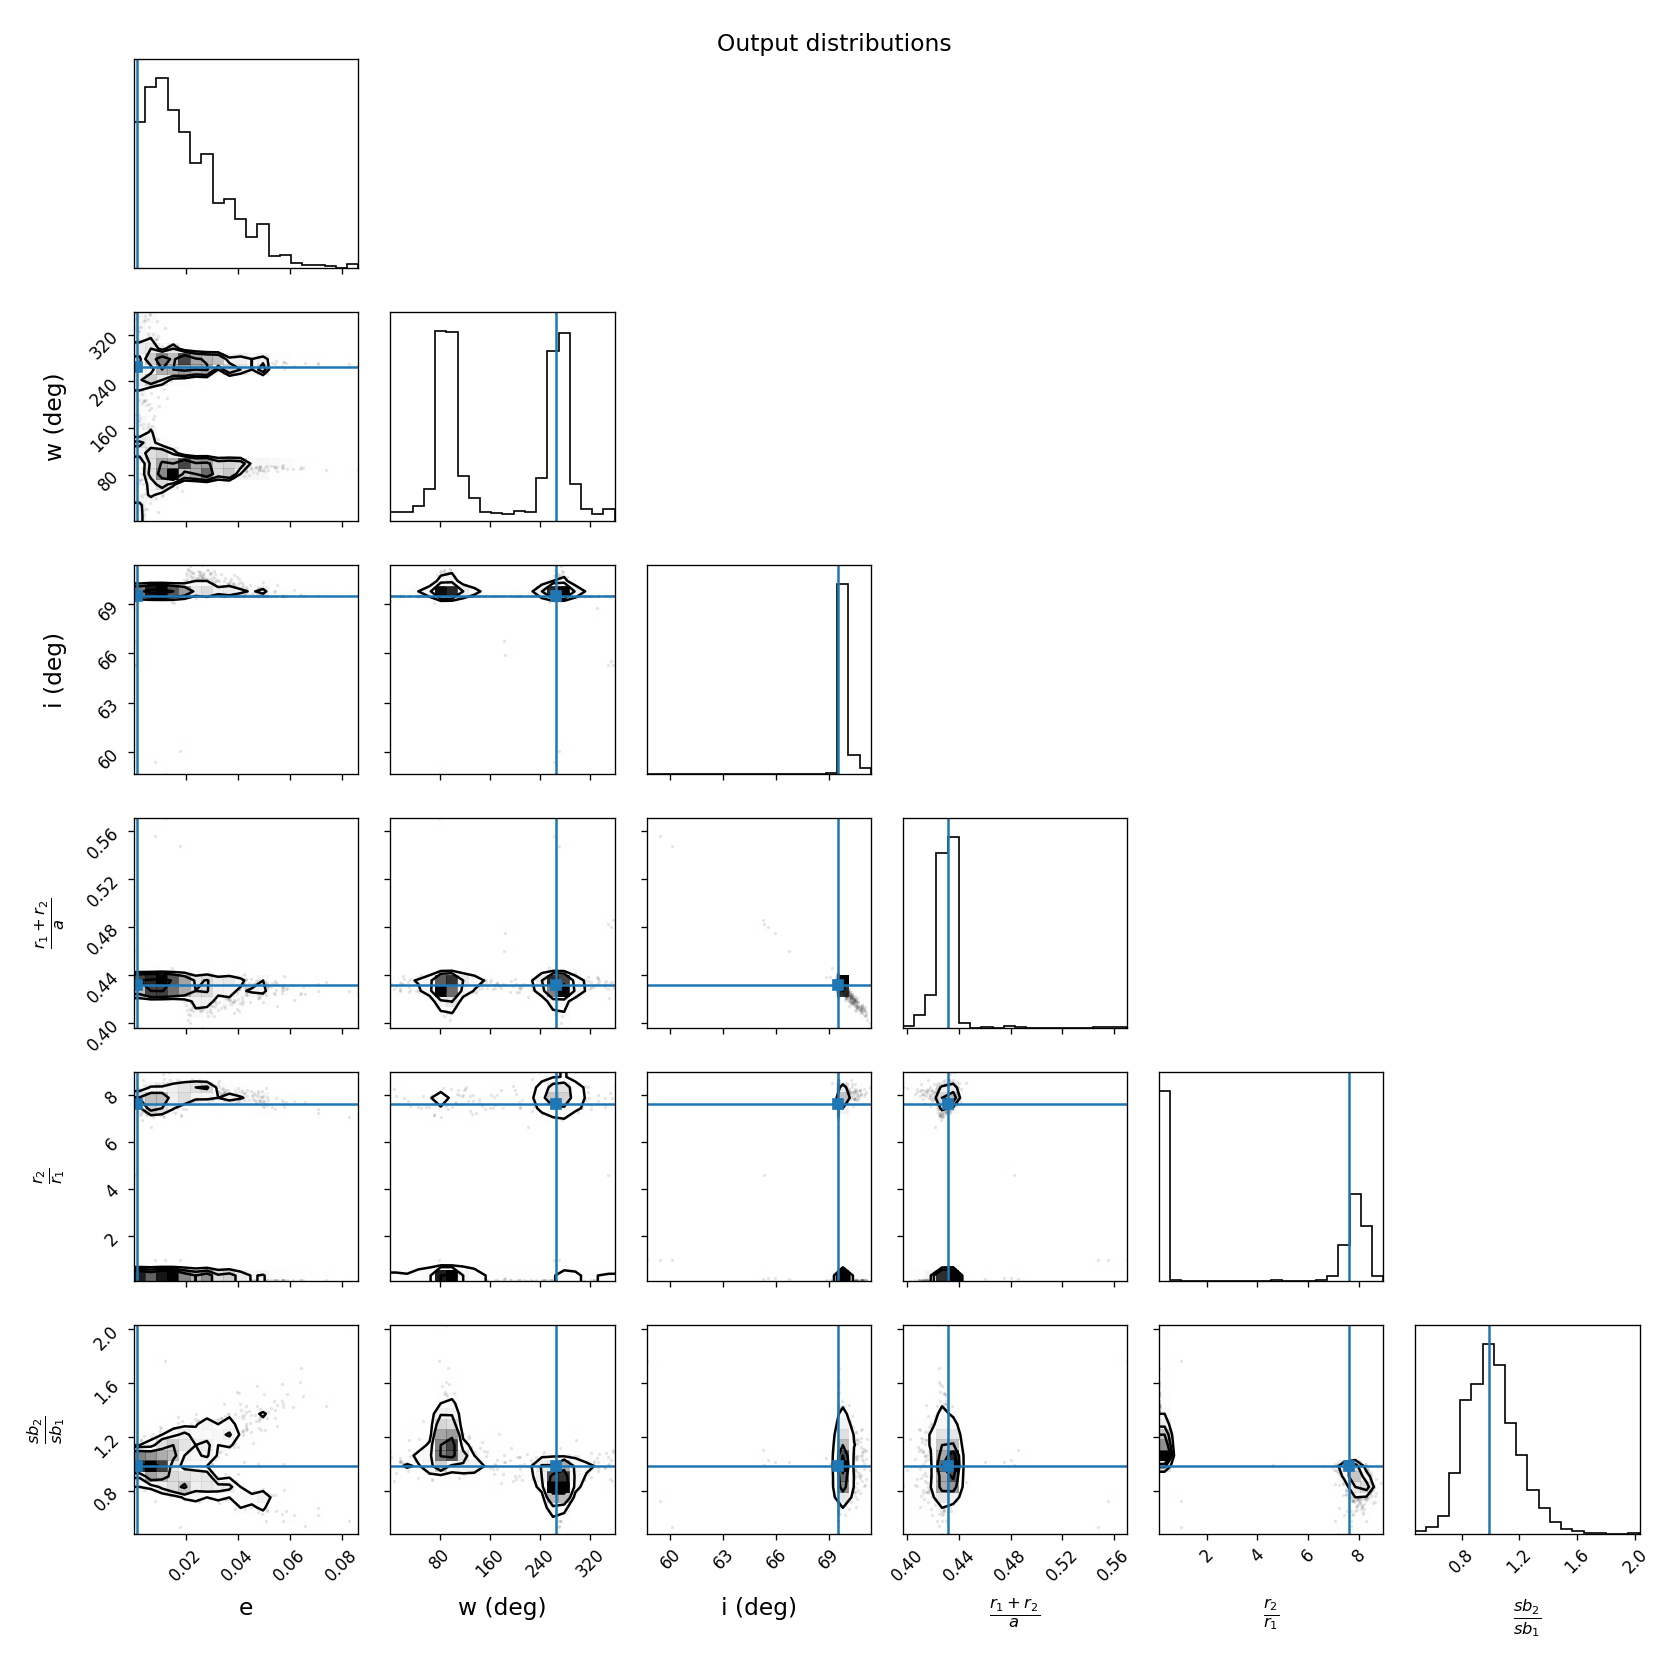 Output distributions
w (deg)
320
240
160
80
i (deg)
69
66
63
60
r₁ + r₂
a
0.56
0.52
0.48
0.44
0.40
r₂
r₁
8
6
4
2
sb₂
sb₁
2.0
1.6
1.2
0.8
0.02 0.04 0.06 0.08
80 160 240 320
60 63 66 69
0.40 0.44 0.48 0.52 0.56
2 4 6 8
0.8 1.2 1.6 2.0
e
w (deg)
i (deg)
r₁ + r₂
a
r₂
r₁
sb₂
sb₁